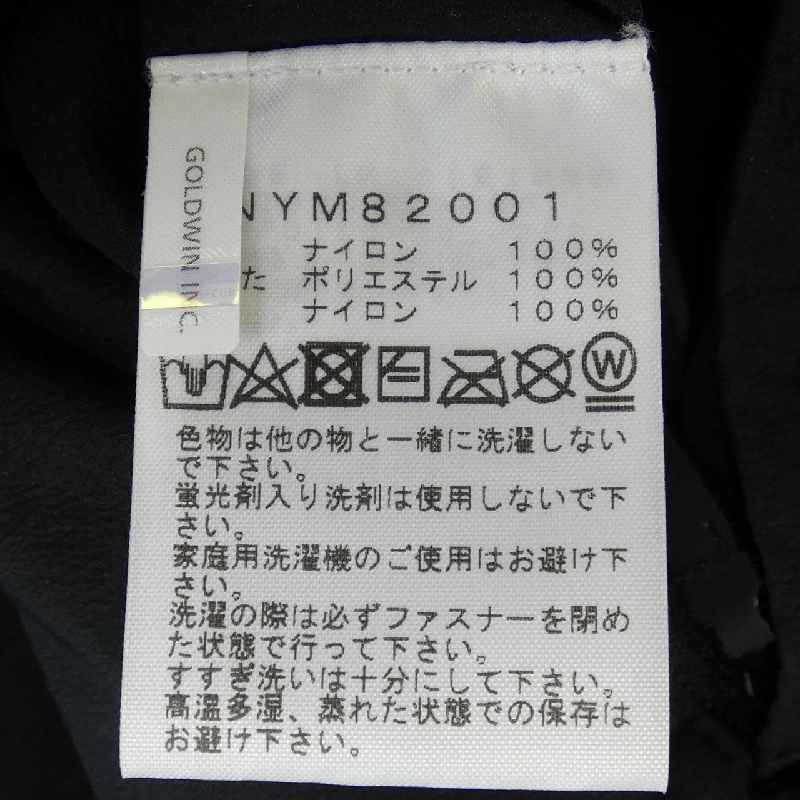 GOLDWIN INC.
NYM82001
ナイロン 100%
た ポリエステル 100%
ナイロン 100%
W
色物は他の物と一緒に洗濯しない
で下さい。
蛍光剤入り洗剤は使用しないで下
さい。
家庭用洗濯機のご使用はお避け下
さい。
洗濯の際は必ずファスナーを閉め
た状態で行って下さい。
すすぎ洗いは十分にして下さい。
高温多湿、蒸れた状態での保存は
お避け下さい。